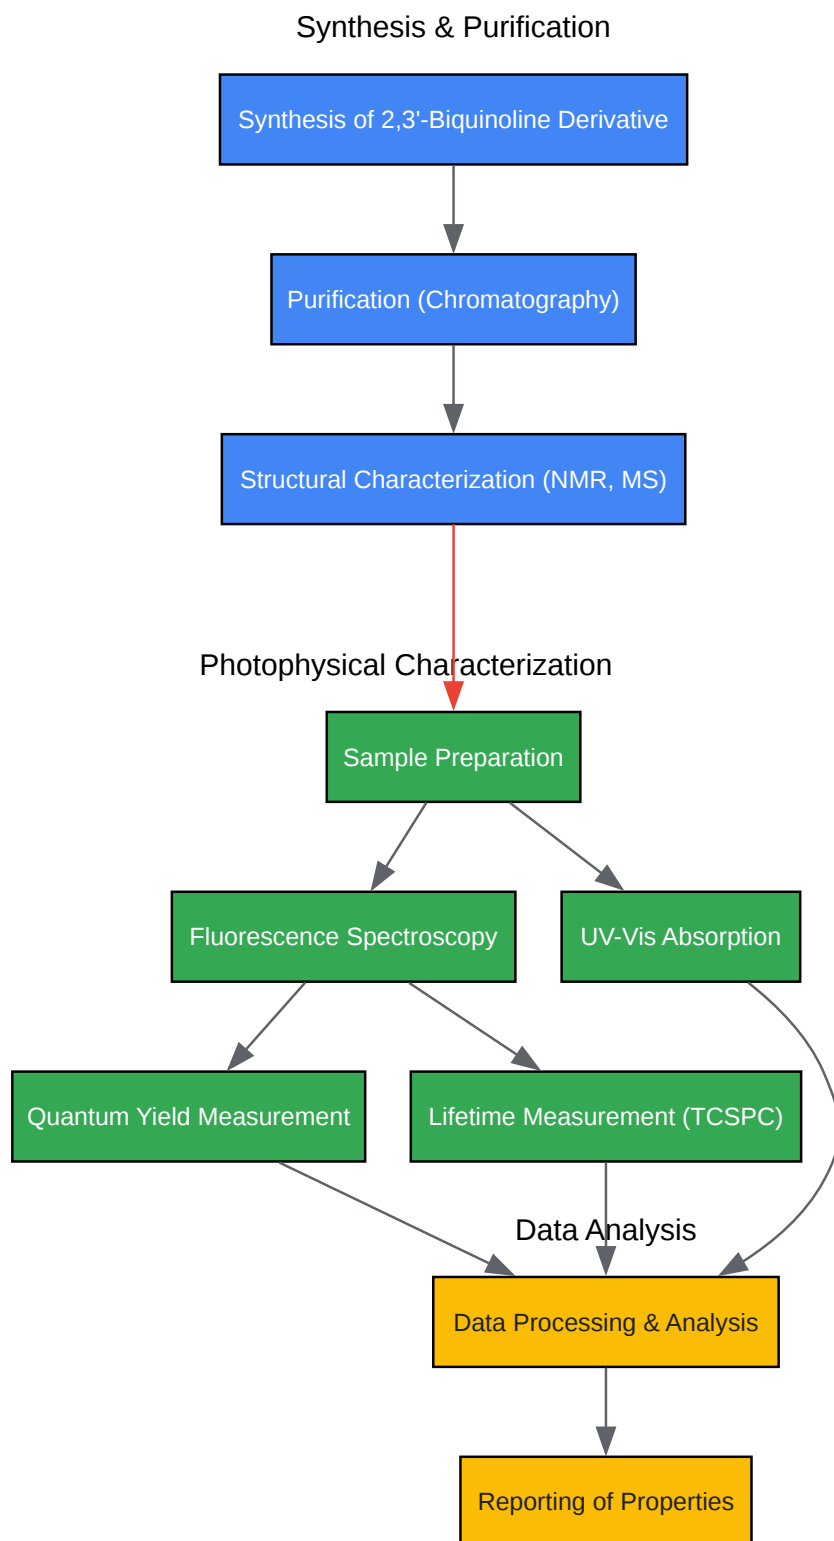 Synthesis & Purification
Synthesis of 2,3'-Biquinoline Derivative
Purification (Chromatography)
Structural Characterization (NMR, MS)
Photophysical Characterization
Sample Preparation
Fluorescence Spectroscopy
UV-Vis Absorption
Quantum Yield Measurement
Lifetime Measurement (TCSPC)
Data Analysis
Data Processing & Analysis
Reporting of Properties